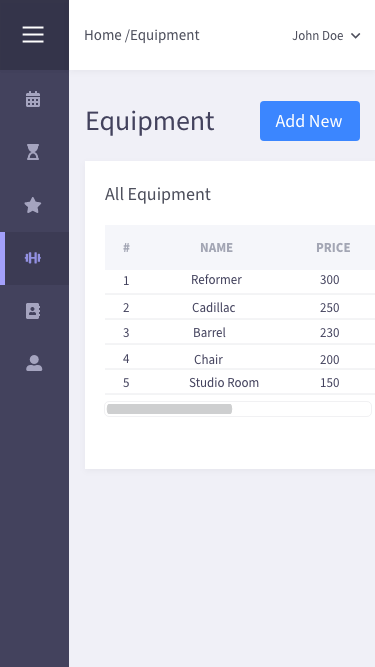 Home /Equipment John Doe
Equipment Add New
All Equipment
# NAME PRICE
1 Reformer 300
2 Cadillac 250
3 Barrel 230
4 Chair 200
5 Studio Room 150